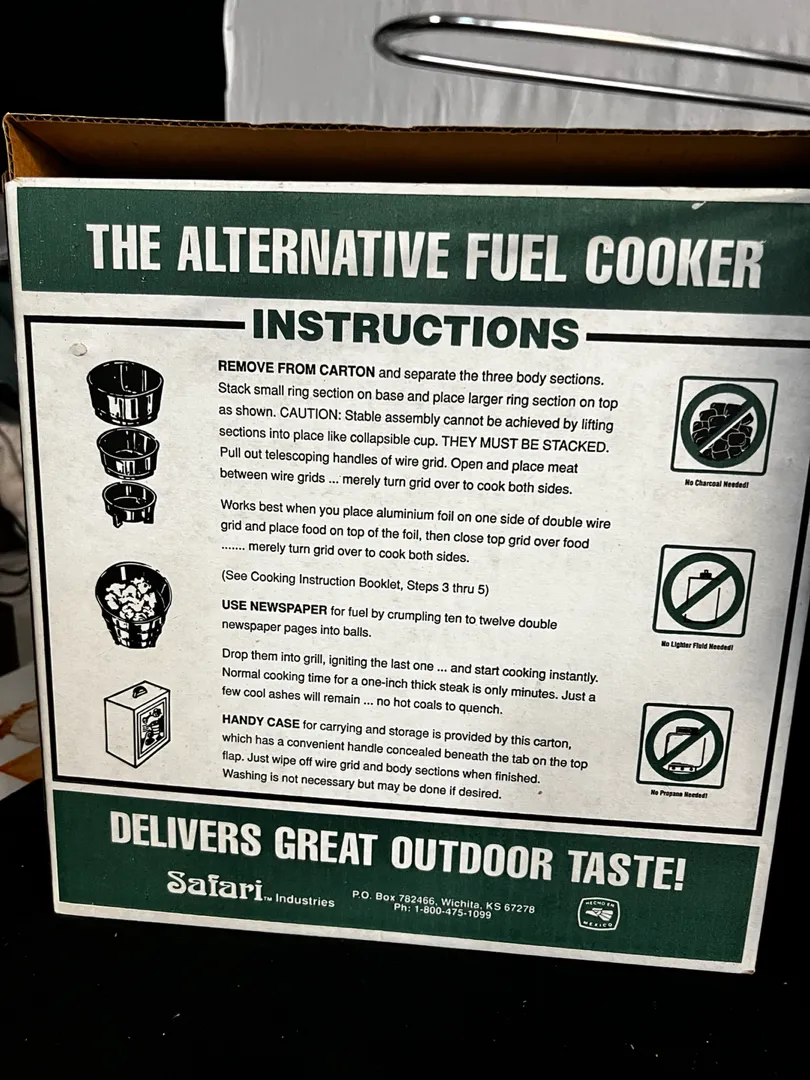 THE ALTERNATIVE FUEL COOKER
INSTRUCTIONS
REMOVE FROM CARTON and separate the three body sections.
Stack small ring section on base and place larger ring section on top
as shown. CAUTION: Stable assembly cannot be achieved by lifting
sections into place like collapsible cup. THEY MUST BE STACKED.
Pull out telescoping handles of wire grid. Open and place meat
between wire grids ... merely turn grid over to cook both sides.
Works best when you place aluminium foil on one side of double wire
grid and place food on top of the foil, then close top grid over food
....... merely turn grid over to cook both sides.
(See Cooking Instruction Booklet, Steps 3 thru 5)
USE NEWSPAPER for fuel by crumpling ten to twelve double
newspaper pages into balls.
Drop them into grill, igniting the last one ... and start cooking instantly.
Normal cooking time for a one-inch thick steak is only minutes. Just a
few cool ashes will remain ... no hot coals to quench.
HANDY CASE for carrying and storage is provided by this carton,
which has a convenient handle concealed beneath the tab on the top
flap. Just wipe off wire grid and body sections when finished.
Washing is not necessary but may be done if desired.
No Charcoal Needed!
No Lighter Fluid Needed!
No Propane Needed!
DELIVERS GREAT OUTDOOR TASTE!
Safari™ Industries
P.O. Box 782466, Wichita, KS 67278
Ph: 1-800-475-1099
HECHO EN
MEXICO